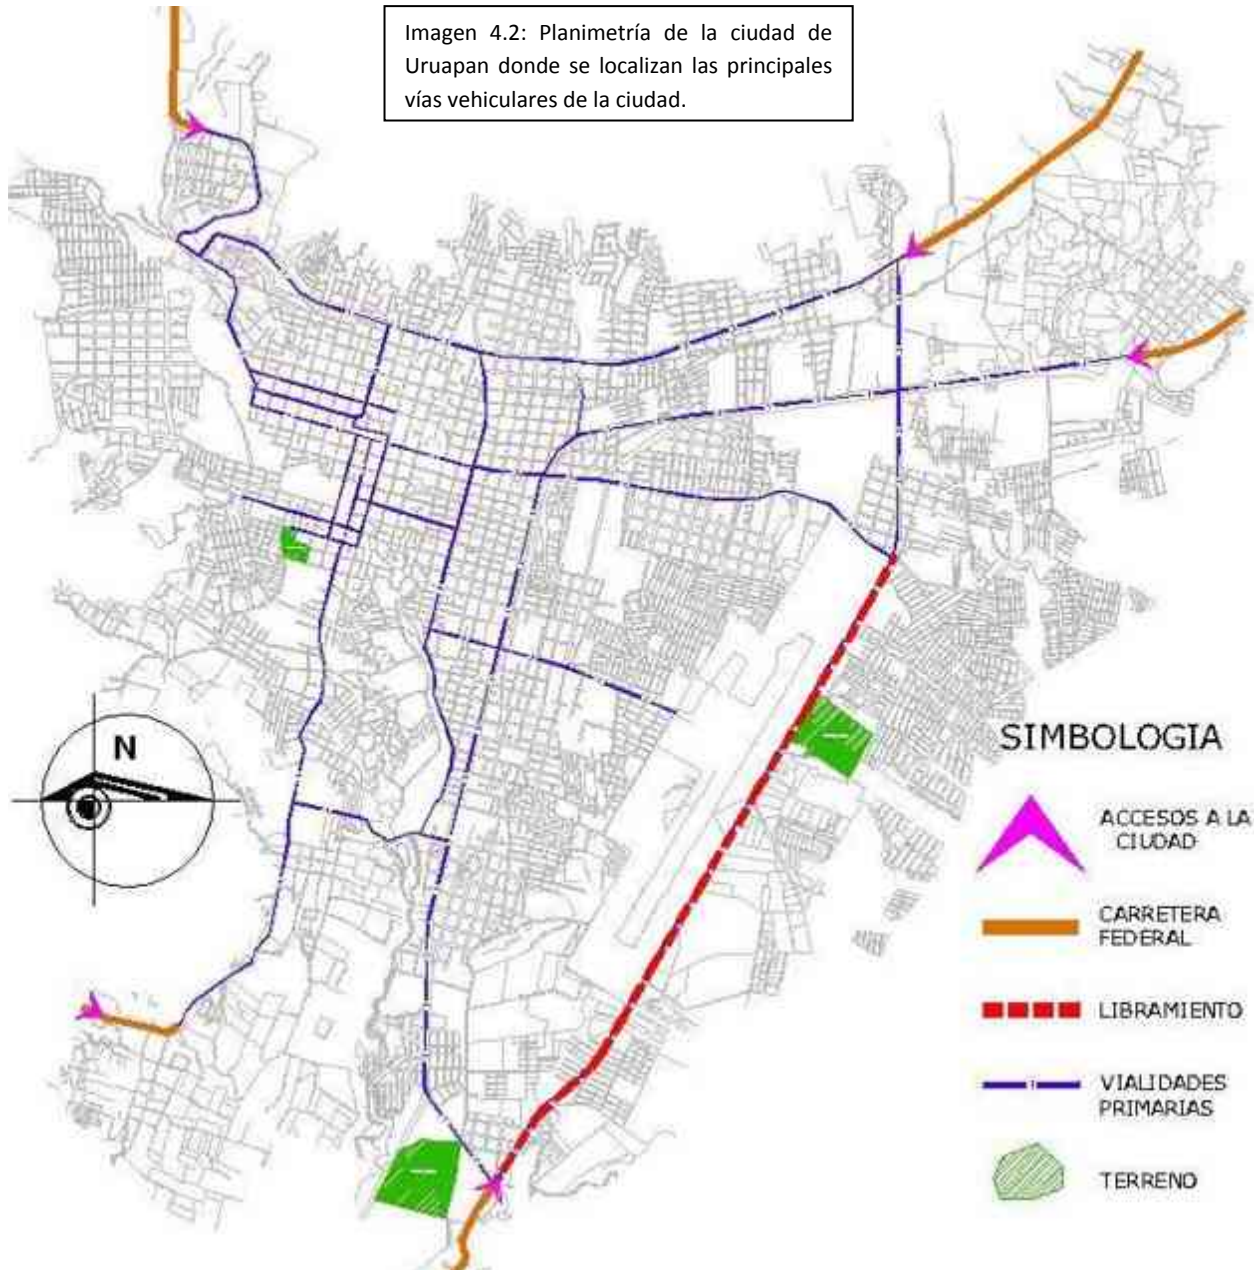 Imagen 4.2: Planimetría de la ciudad de
Uruapan donde se localizan las principales
vías vehiculares de la ciudad.
N
SIMBOLOGIA
ACCESOS A LA
CIUDAD
CARRETERA
FEDERAL
LIBRAMIENTO
VIALIDADES
PRIMARIAS
TERRENO